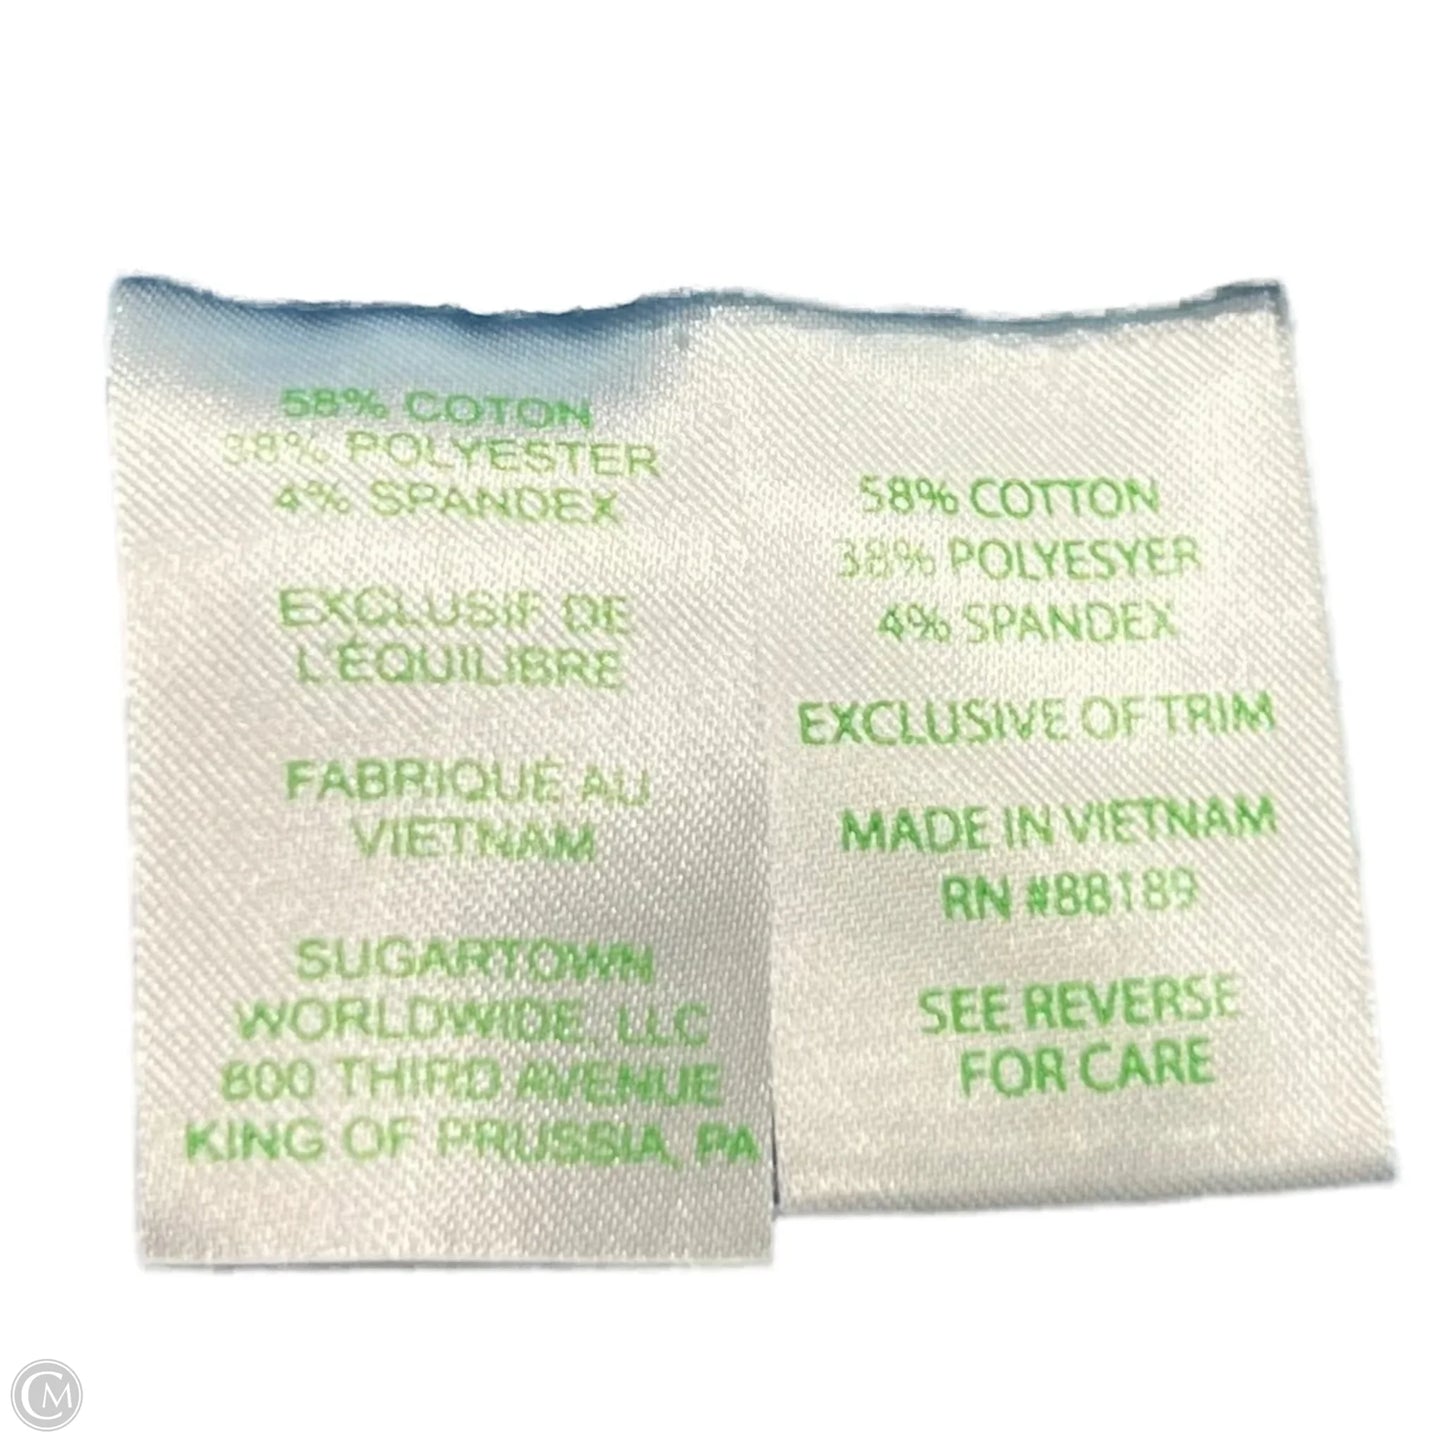 58% COTON
38% POLYESTER
4% SPANDEX
EXCLUSIF DE
L'ÉQUILIBRE
FABRIQUE AU
VIETNAM
SUGARTOWN
WORLDWIDE, LLC
800 THIRD AVENUE
KING OF PRUSSIA, PA
58% COTTON
38% POLYESYER
4% SPANDEX
EXCLUSIVE OF TRIM
MADE IN VIETNAM
RN #88189
SEE REVERSE
FOR CARE
CM